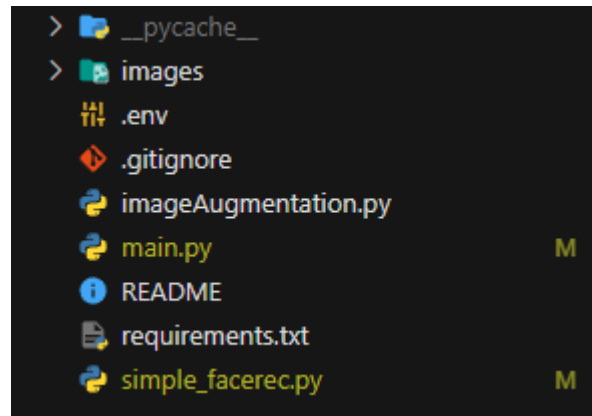 __pycache__
images
.env
.gitignore
imageAugmentation.py
main.py M
README
requirements.txt
simple_facerec.py M